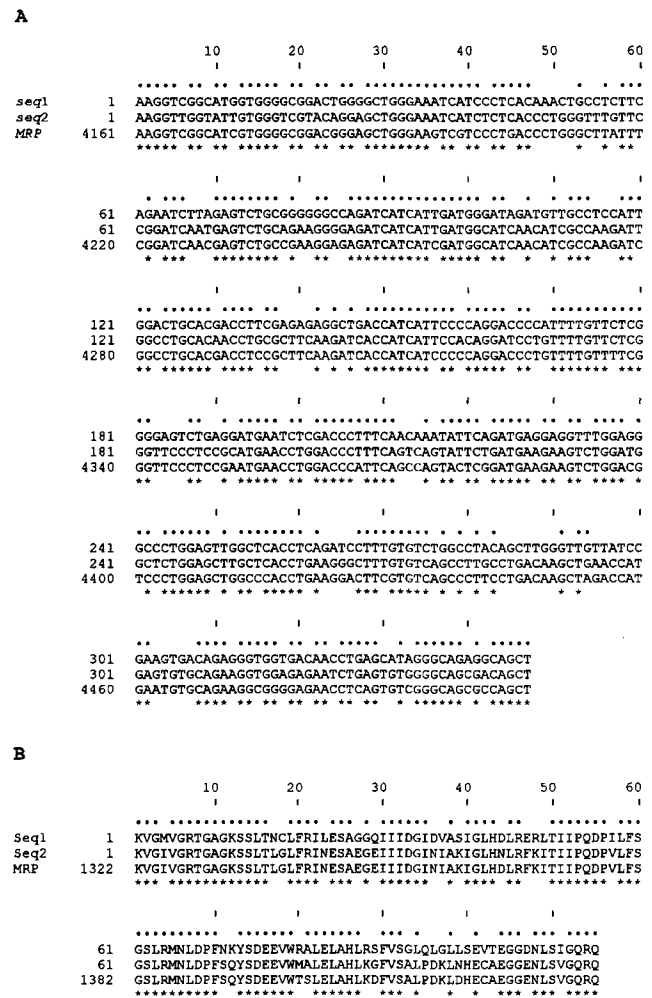 A
10 20 30 40 50 60
seq1 1 AAGGTCGGCATGGTGGGGCGGACTGGGGCTGGGAAATCATCCCTCACAAACTGCCTCTTC
seq2 1 AAGGTTGGTATTGTGGGTCGTACAGGAGCTGGGAAATCATCTCTCACCCTGGGTTTGTTC
MRP 4161 AAGGTCGGCATCGTGGGGCGGACGGGAGCTGGGAAGTCGTCCCTGACCCTGGGCTTATTT
61 AGAATCTTAGAGTCTGCGGGGGGCCAGATCATCATTGATGGGATAGATGTTGCCTCCATT
61 CGGATCAATGAGTCTGCAGAAGGGGAGATCATCATTGATGGCATCAACATCGCCAAGATT
4220 CGGATCAACGAGTCTGCCGAAGGAGAGATCATCATCGATGGCATCAACATCGCCAAGATC
121 GGACTGCACGACCTTCGAGAGAGGCTGACCATCATTCCCCAGGACCCCATTTTGTTCTCG
121 GGCCTGCACAACCTGCGCTTCAAGATCACCATCATTCCACAGGATCCTGTTTTGTTCTCG
4280 GGCCTGCACGACCTCCGCTTCAAGATCACCATCATCCCCCAGGACCCTGTTTTGTTTTCG
181 GGGAGTCTGAGGATGAATCTCGACCCTTTCAACAAATATTCAGATGAGGAGGTTTGGAGG
181 GGTTCCCTCCGCATGAACCTGGACCCTTTCAGTCAGTATTCTGATGAAGAAGTCTGGATG
4340 GGTTCCCTCCGAATGAACCTGGACCCATTCAGCCAGTACTCGGATGAAGAAGTCTGGACG
241 GCCCTGGAGTTGGCTCACCTCAGATCCTTTGTGTCTGGCCTACAGCTTGGGTTGTTATCC
241 GCTCTGGAGCTTGCTCACCTGAAGGGCTTTGTGTCAGCCTTGCCTGACAAGCTGAACCAT
4400 TCCCTGGAGCTGGCCCACCTGAAGGACTTCGTGTCAGCCCTTCCTGACAAGCTAGACCAT
301 GAAGTGACAGAGGGTGGTGACAACCTGAGCATAGGGCAGAGGCAGCT
301 GAGTGTGCAGAAGGTGGAGAGAATCTGAGTGTGGGGCAGCGACAGCT
4460 GAATGTGCAGAAGGCGGGGAGAACCTCAGTGTCGGGCAGCGCCAGCT
B
10 20 30 40 50 60
Seq1 1 KVGMVGRTGAGKSSLTNCLFRILESAGGQIIIDGIDVASIGLHDLRERLTIIPQDPILFS
Seq2 1 KVGIVGRTGAGKSSLTLGLFRINESAEGEIIIDGINIAKIGLHNLRFKITIIPQDPVLFS
MRP 1322 KVGIVGRTGAGKSSLTLGLFRINESAEGEIIIDGINIAKIGLHDLRFKITIIPQDPVLFS
61 GSLRMNLDPFNKYSDEEVWRALELAHLRSFVSGLQLGLLSEVTEGGDNLSIGQRQ
61 GSLRMNLDPFSQYSDEEVWMALELAHLKGFVSALPDKLNHECAEGGENLSVGQRQ
1382 GSLRMNLDPFSQYSDEEVWTSLELAHLKDFVSALPDKLDHECAEGGENLSVGQRQ